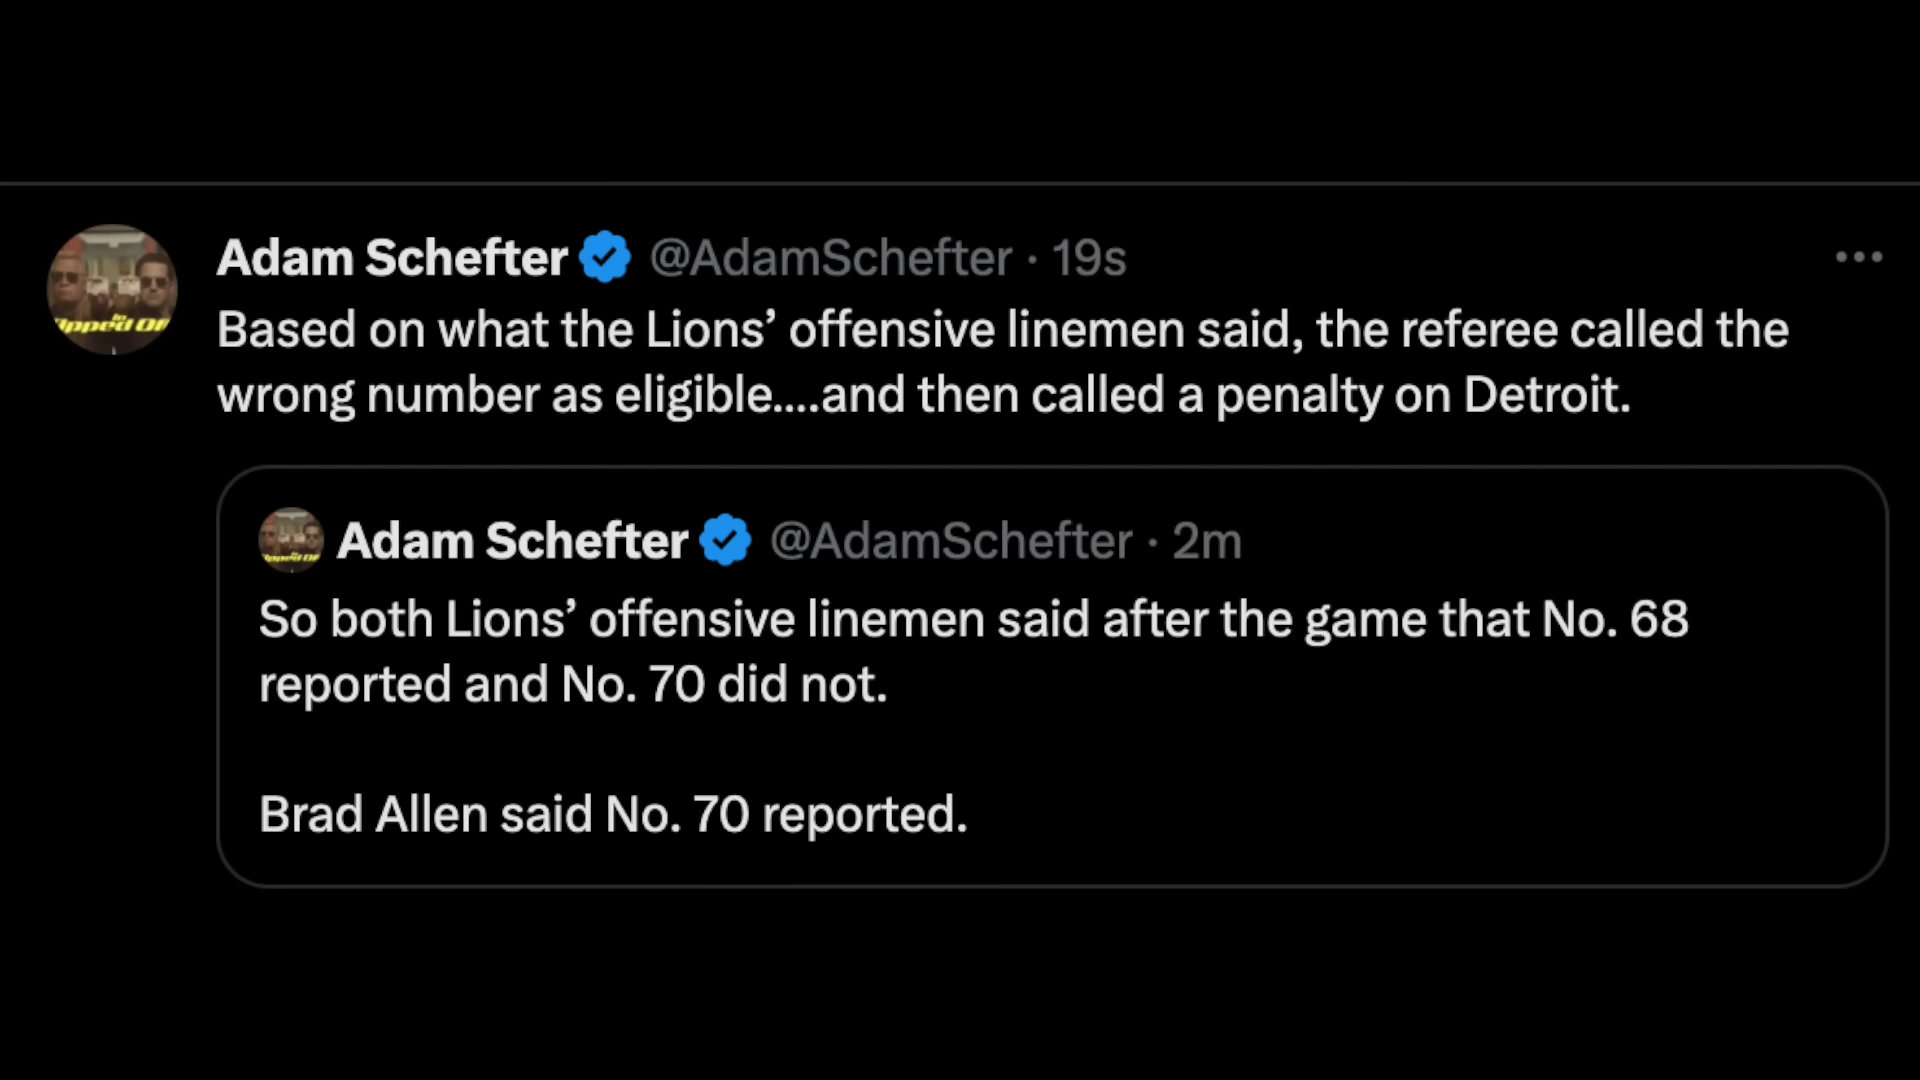 Adam Schefter @AdamSchefter · 19s
Based on what the Lions’ offensive linemen said, the referee called the
wrong number as eligible....and then called a penalty on Detroit.
Adam Schefter @AdamSchefter · 2m
So both Lions’ offensive linemen said after the game that No. 68
reported and No. 70 did not.
Brad Allen said No. 70 reported.